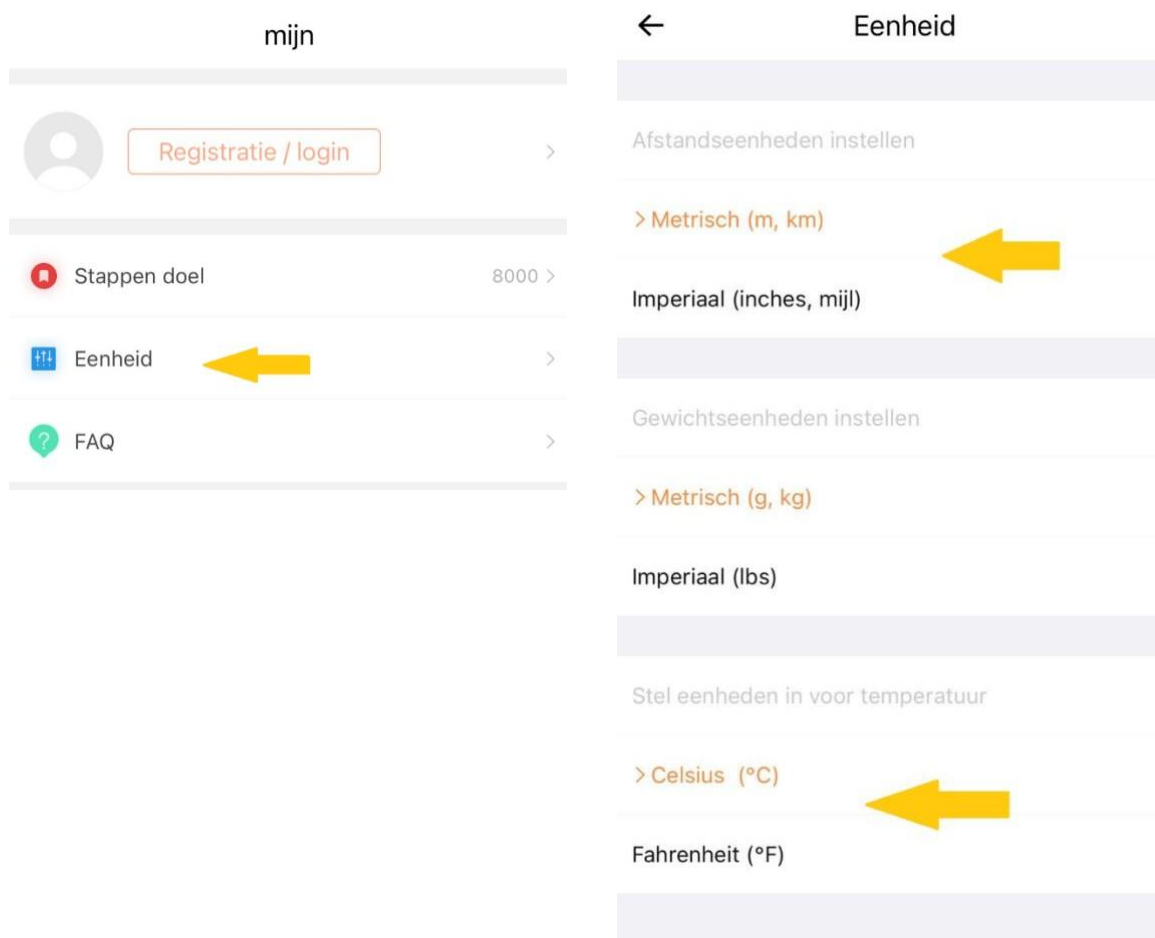 mijn
Registratie / login
Stappen doel 8000
Eenheid
FAQ
Eenheid
Afstandseenheden instellen
> Metrisch (m, km)
Imperiaal (inches, mijl)
Gewichtseenheden instellen
> Metrisch (g, kg)
Imperiaal (lbs)
Stel eenheden in voor temperatuur
> Celsius (°C)
Fahrenheit (°F)